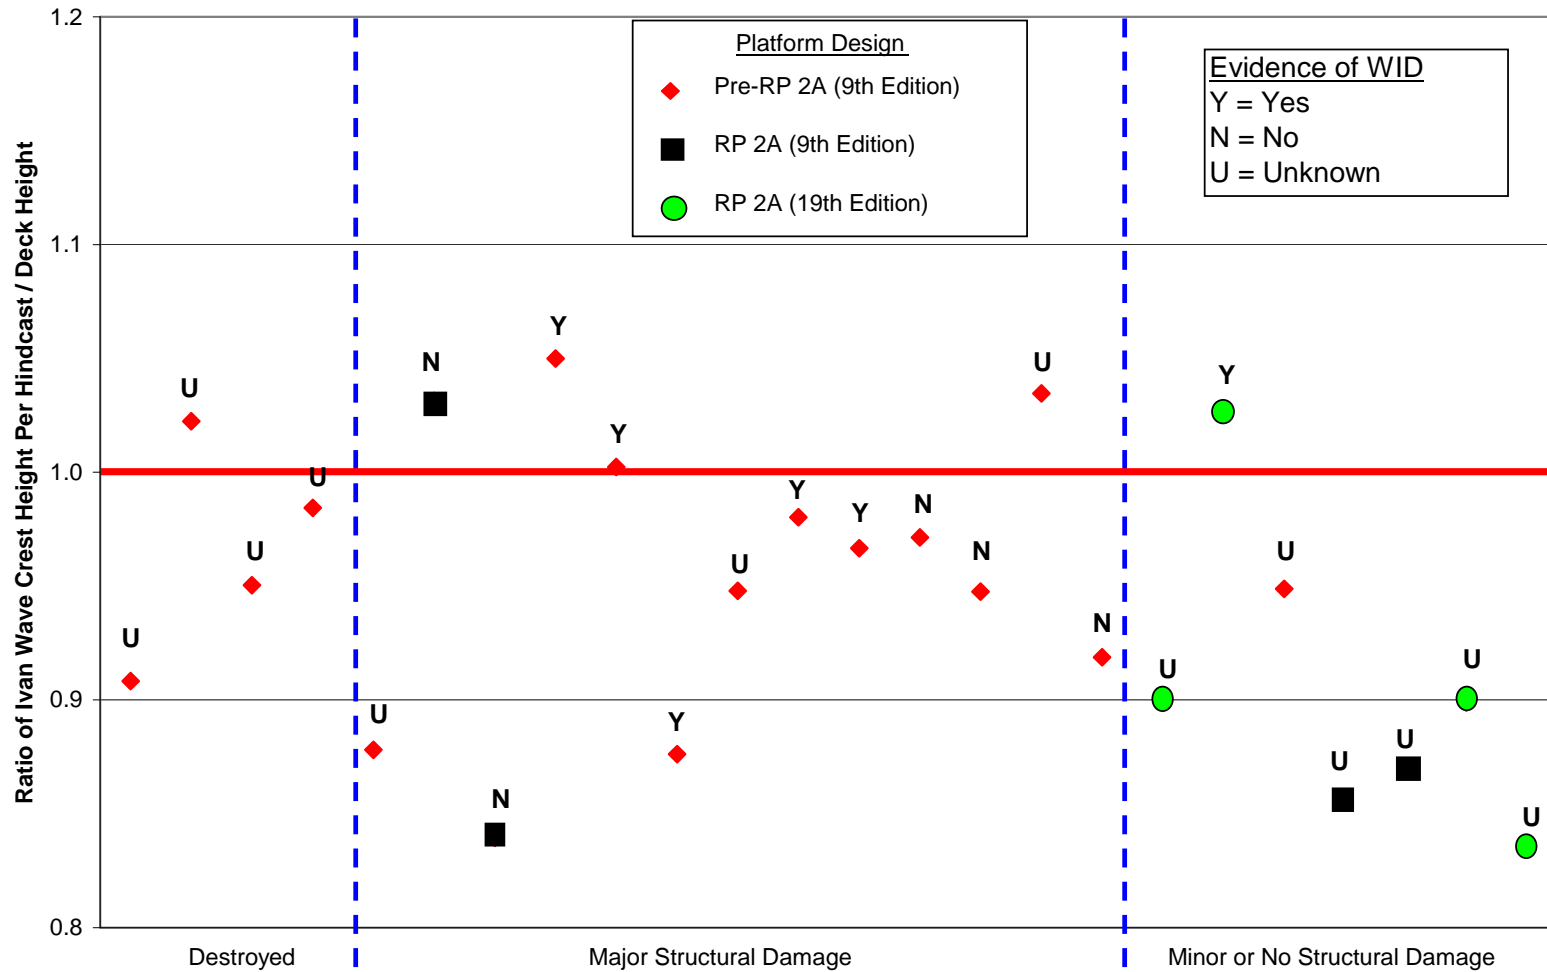 Ratio of Ivan Wave Crest Height Per Hindcast / Deck Height
1.2
1.1
1.0
0.9
0.8
Platform Design
Pre-RP 2A (9th Edition)
RP 2A (9th Edition)
RP 2A (19th Edition)
Evidence of WID
Y = Yes
N = No
U = Unknown
U
U
U
U
U
N
N
Y
Y
Y
U
Y
Y
N
N
U
N
U
Y
U
U
U
U
U
Destroyed
Major Structural Damage
Minor or No Structural Damage